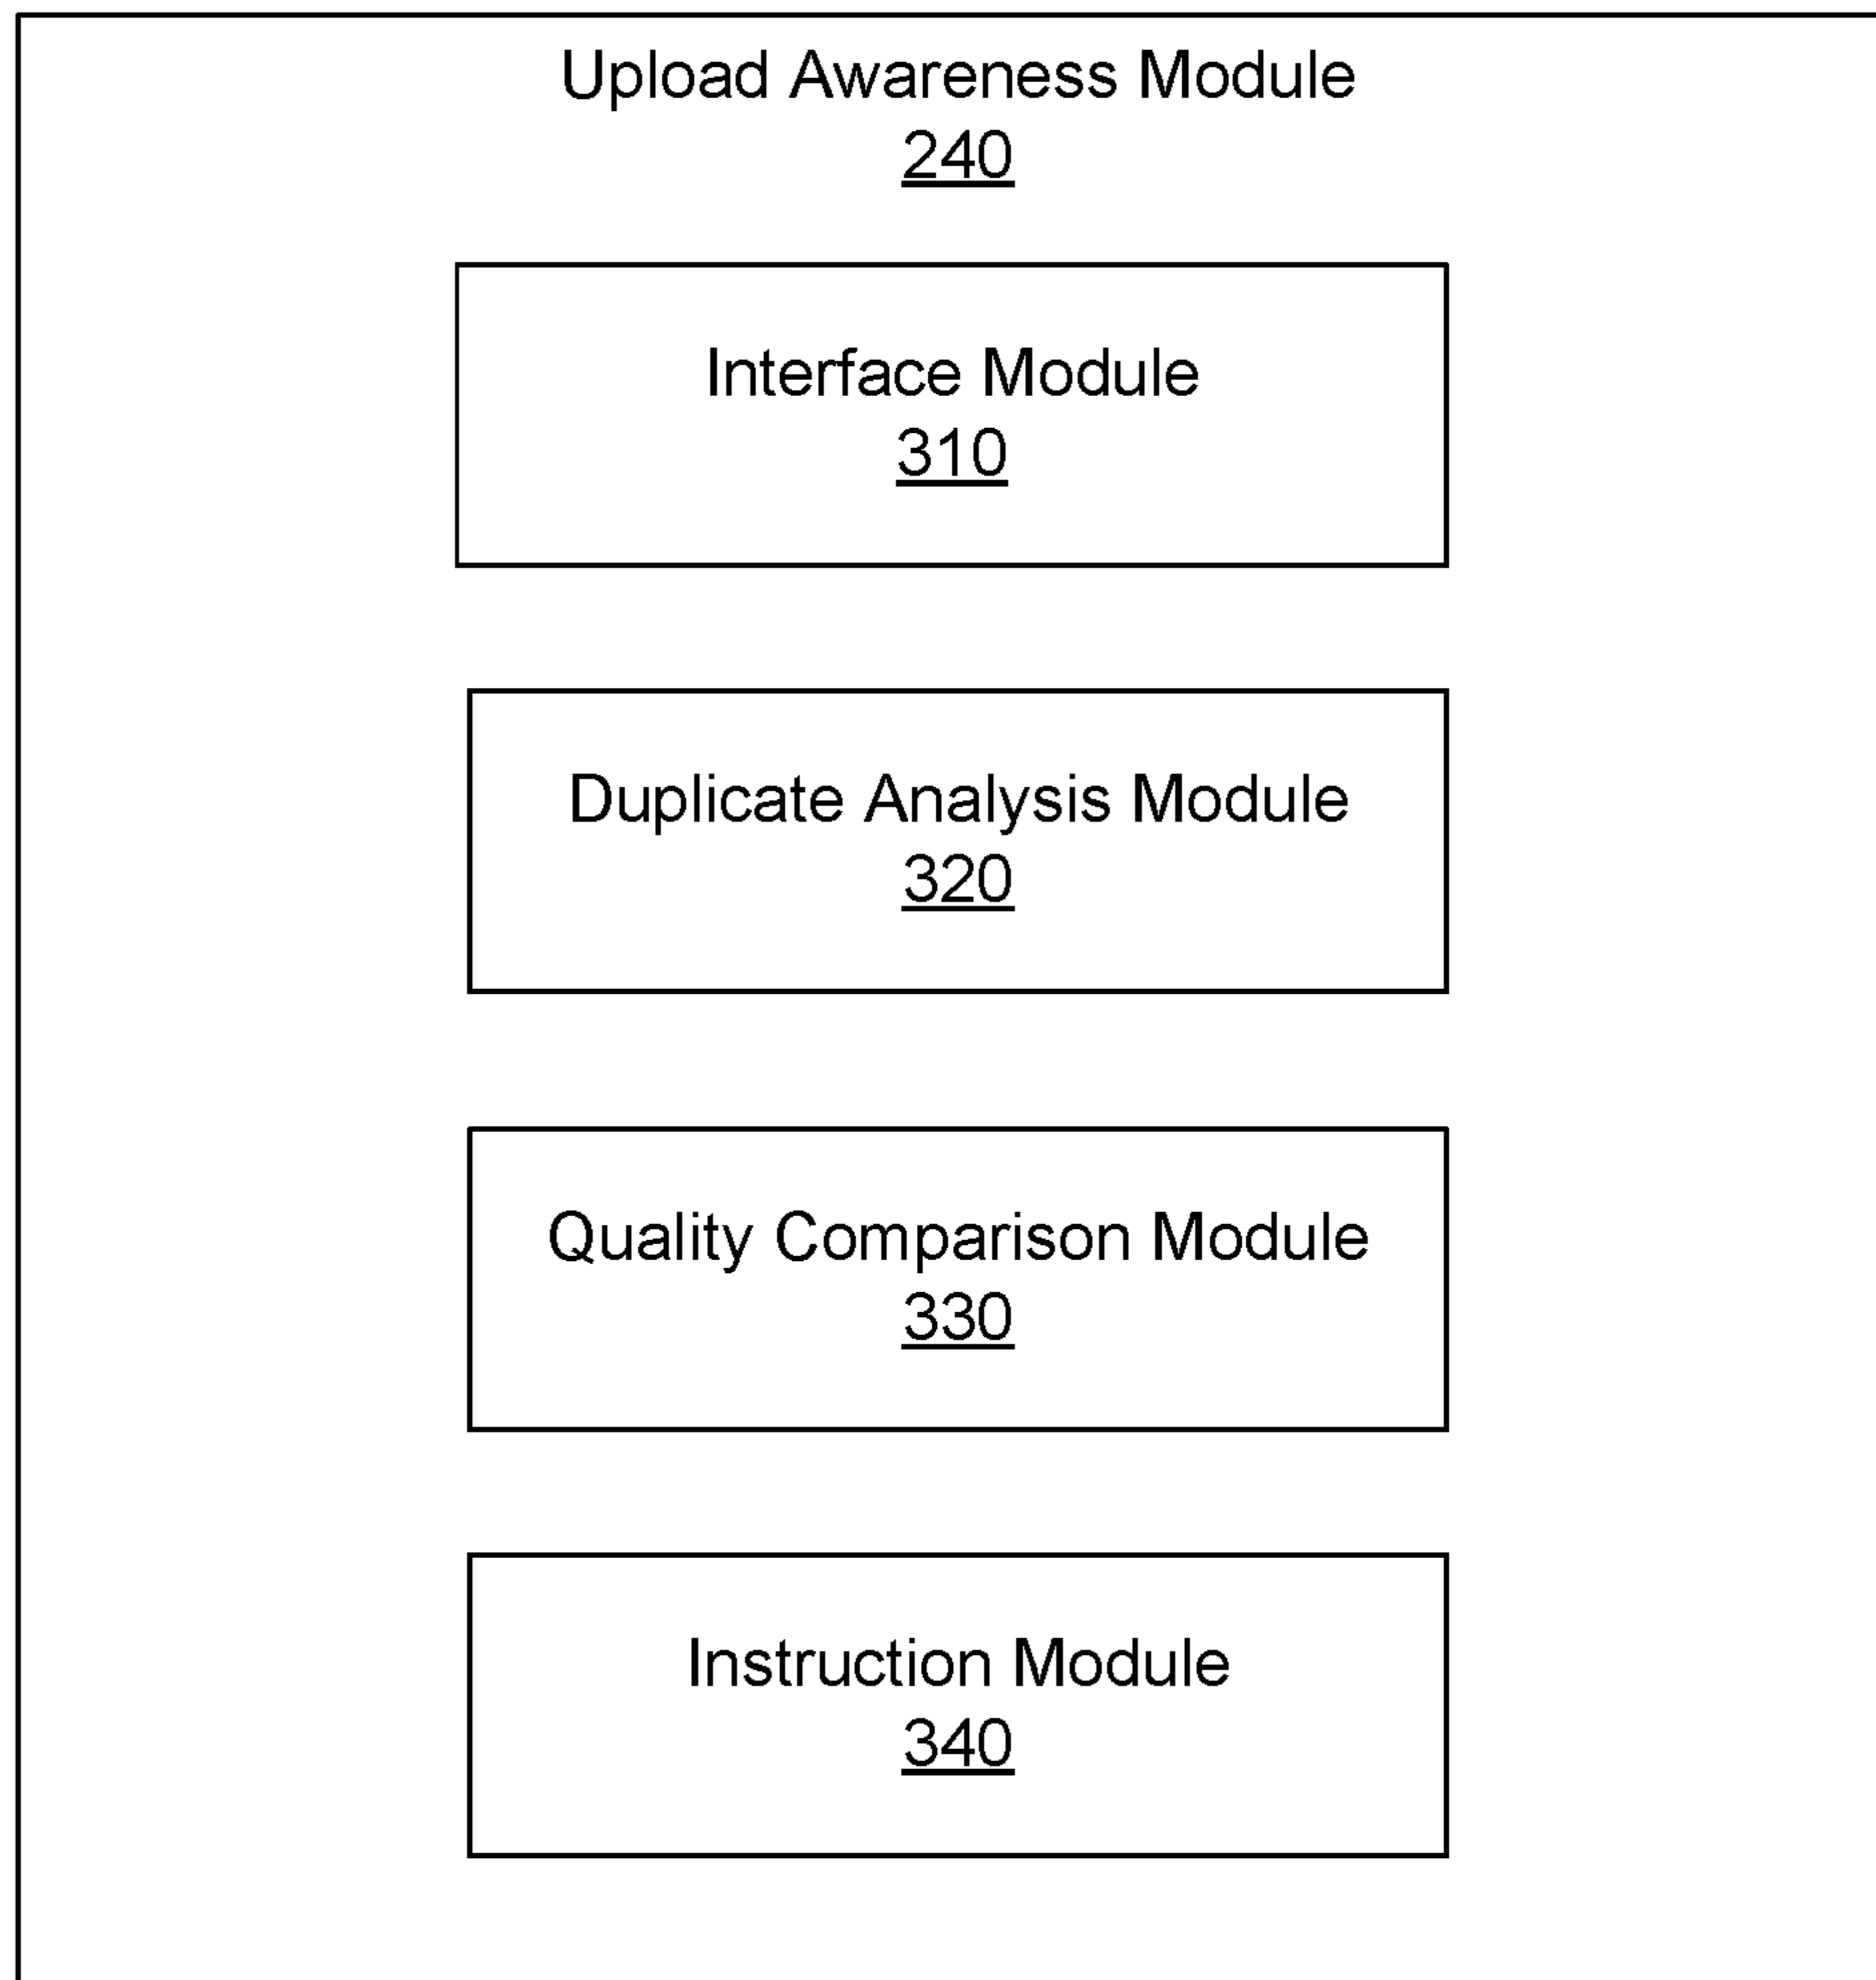 Upload Awareness Module
240
Interface Module
310
Duplicate Analysis Module
320
Quality Comparison Module
330
Instruction Module
340